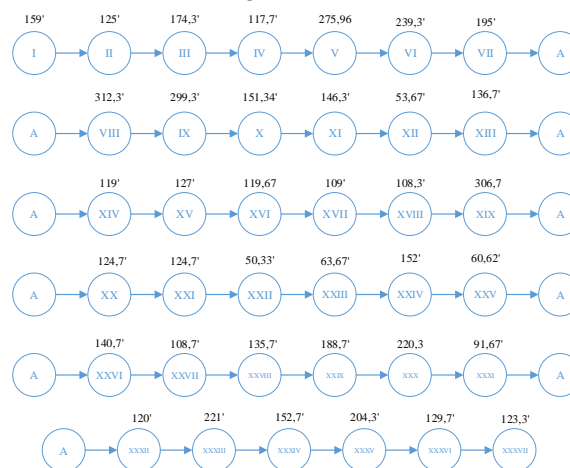 159' 125' 174,3' 117,7' 275,96 239,3' 195'
I II III IV V VI VII A
312,3' 299,3' 151,34' 146,3' 53,67' 136,7'
A VIII IX X XI XII XIII A
119' 127' 119,67 109' 108,3' 306,7
A XIV XV XVI XVII XVIII XIX A
124,7' 124,7' 50,33' 63,67' 152' 60,62'
A XX XXI XXII XXIII XXIV XXV A
140,7' 108,7' 135,7' 188,7' 220,3 91,67'
A XXVI XXVII XXVIII XXIX XXX XXXI A
120' 221' 152,7' 204,3' 129,7' 123,3'
A XXXII XXXIII XXXIV XXXV XXXVI XXXVII